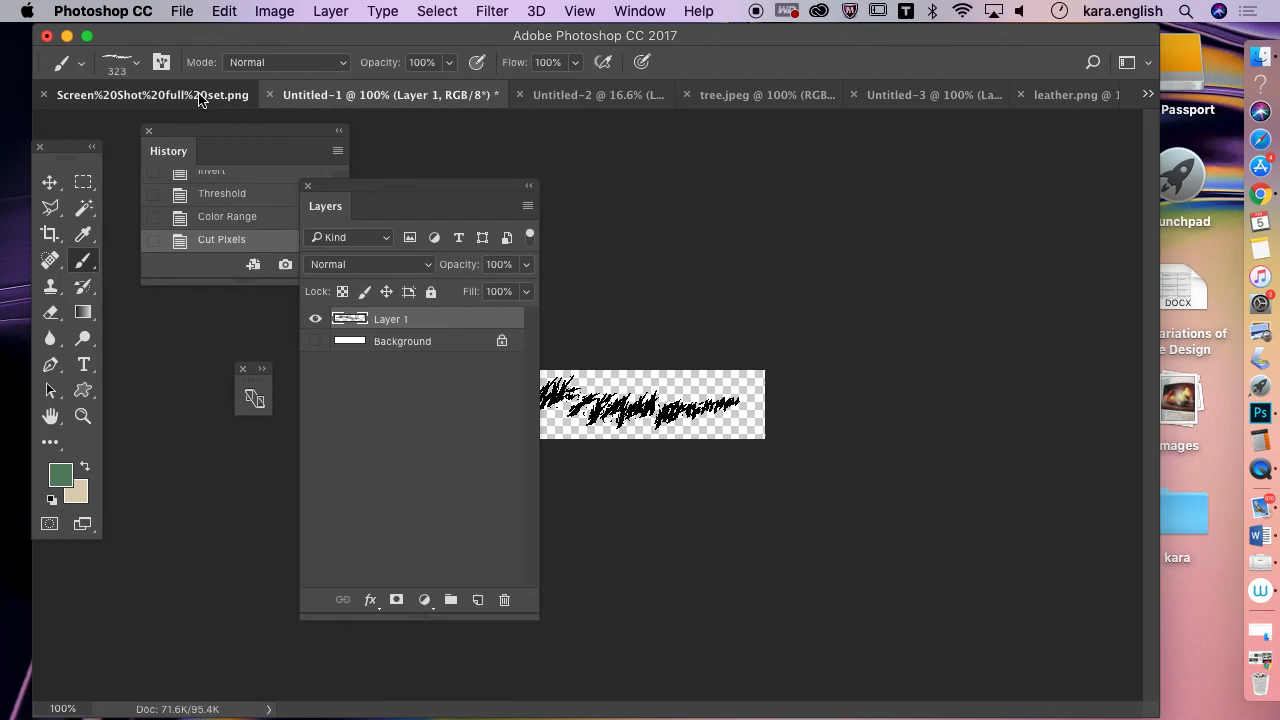 Photoshop CC File Edit Image Layer Type Select Filter 3D View Window Help kara.english
Adobe Photoshop CC 2017
323 Mode: Normal Opacity: 100% Flow: 100%
Screen%20Shot%20full%20set.png Untitled-1 @ 100% (Layer 1, RGB/8*) Untitled-2 @ 16.6% (L... tree.jpeg @ 100% (RGB... Untitled-3 @ 100% (La... leather.png @ 1
Passport
History
Invert
Threshold
Color Range
Cut Pixels
Layers
Kind
Normal Opacity: 100%
Lock: Fill: 100%
Layer 1
Background
unchpad
DOCX
ariations of
e Design
mages
kara
100% Doc: 71.6K/95.4K